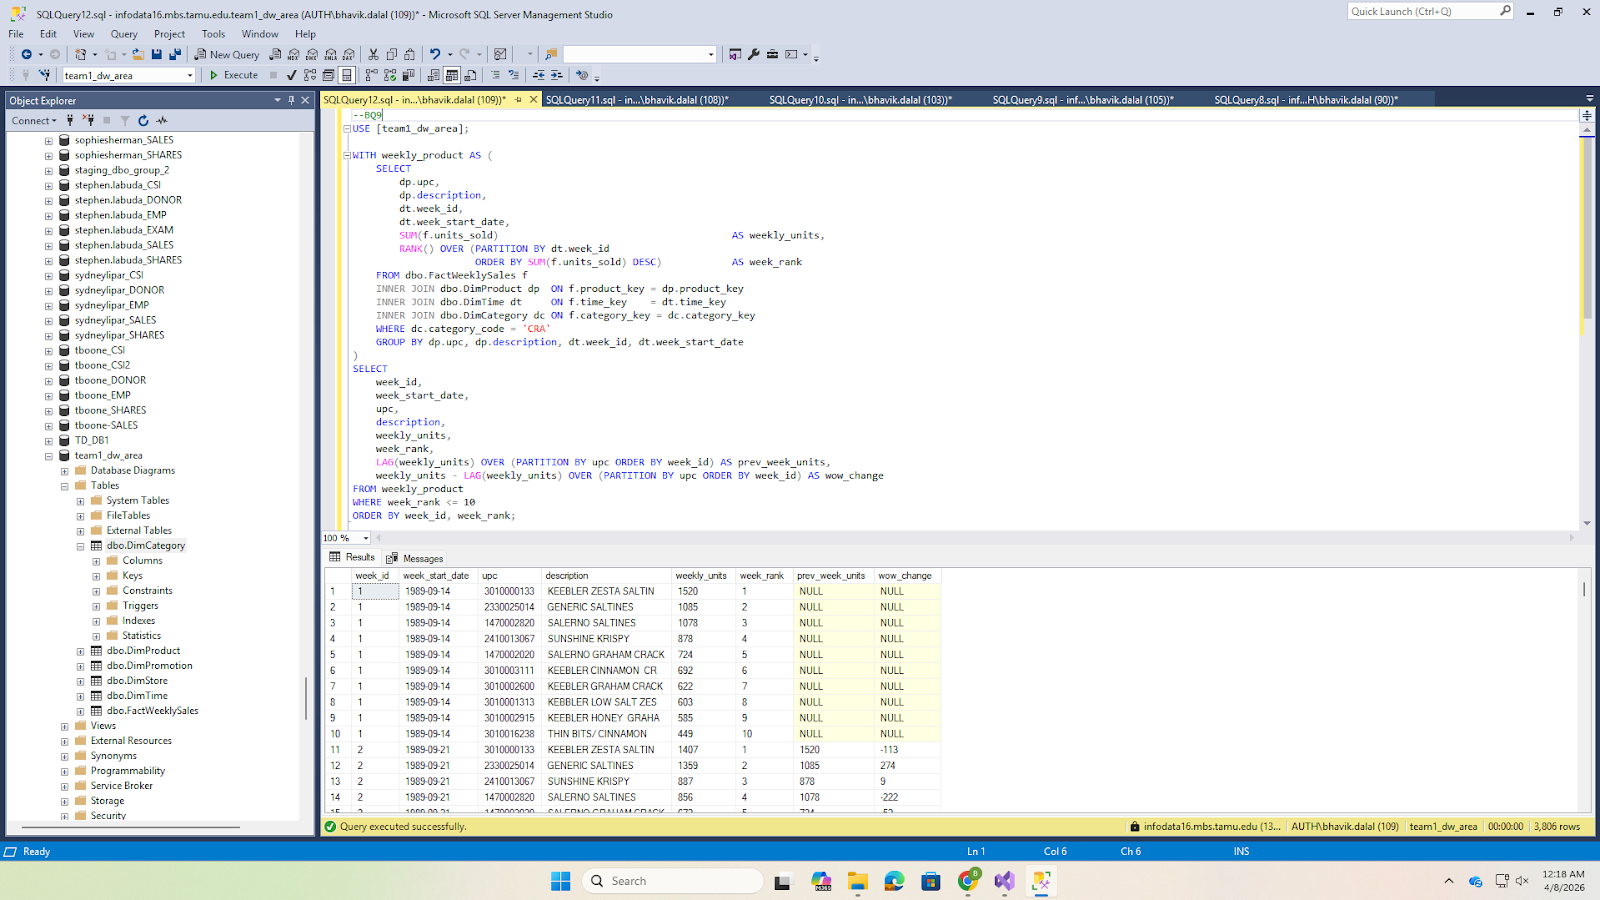 SQLQuery12.sql - infodata16.mbs.tamu.edu.team1_dw_area (AUTH\bhavik.dalal (109))* - Microsoft SQL Server Management Studio
Quick Launch (Ctrl+Q)
File Edit View Query Project Tools Window Help
New Query
team1_dw_area
Execute
Object Explorer
Connect
sophiesherman_SALES
sophiesherman_SHARES
staging_dbo_group_2
stephen.labuda_CSI
stephen.labuda_DONOR
stephen.labuda_EMP
stephen.labuda_EXAM
stephen.labuda_SALES
stephen.labuda_SHARES
sydneylipar_CSI
sydneylipar_DONOR
sydneylipar_EMP
sydneylipar_SALES
sydneylipar_SHARES
tboone_CSI
tboone_CSI2
tboone_DONOR
tboone_EMP
tboone_SHARES
tboone-SALES
TD_DB1
team1_dw_area
Database Diagrams
Tables
System Tables
FileTables
External Tables
dbo.DimCategory
Columns
Keys
Constraints
Triggers
Indexes
Statistics
dbo.DimProduct
dbo.DimPromotion
dbo.DimStore
dbo.DimTime
dbo.FactWeeklySales
Views
External Resources
Synonyms
Programmability
Service Broker
Storage
Security
SQLQuery12.sql - in...\bhavik.dalal (109))* SQLQuery11.sql - in...\bhavik.dalal (108))* SQLQuery10.sql - in...\bhavik.dalal (103))* SQLQuery9.sql - inf...\bhavik.dalal (105))* SQLQuery8.sql - inf...H\bhavik.dalal (90))*
--BQ9
USE [team1_dw_area];
WITH weekly_product AS (
SELECT
dp.upc,
dp.description,
dt.week_id,
dt.week_start_date,
SUM(f.units_sold) AS weekly_units,
RANK() OVER (PARTITION BY dt.week_id
ORDER BY SUM(f.units_sold) DESC) AS week_rank
FROM dbo.FactWeeklySales f
INNER JOIN dbo.DimProduct dp ON f.product_key = dp.product_key
INNER JOIN dbo.DimTime dt ON f.time_key = dt.time_key
INNER JOIN dbo.DimCategory dc ON f.category_key = dc.category_key
WHERE dc.category_code = 'CRA'
GROUP BY dp.upc, dp.description, dt.week_id, dt.week_start_date
)
SELECT
week_id,
week_start_date,
upc,
description,
weekly_units,
week_rank,
LAG(weekly_units) OVER (PARTITION BY upc ORDER BY week_id) AS prev_week_units,
weekly_units - LAG(weekly_units) OVER (PARTITION BY upc ORDER BY week_id) AS wow_change
FROM weekly_product
WHERE week_rank <= 10
ORDER BY week_id, week_rank;
100 %
Results Messages
week_id week_start_date upc description weekly_units week_rank prev_week_units wow_change
1 1 1989-09-14 3010000133 KEEBLER ZESTA SALTIN 1520 1 NULL NULL
2 1 1989-09-14 2330025014 GENERIC SALTINES 1085 2 NULL NULL
3 1 1989-09-14 1470002820 SALERNO SALTINES 1078 3 NULL NULL
4 1 1989-09-14 2410013067 SUNSHINE KRISPY 878 4 NULL NULL
5 1 1989-09-14 1470002020 SALERNO GRAHAM CRACK 724 5 NULL NULL
6 1 1989-09-14 3010003111 KEEBLER CINNAMON CR 692 6 NULL NULL
7 1 1989-09-14 3010002600 KEEBLER GRAHAM CRACK 622 7 NULL NULL
8 1 1989-09-14 3010001313 KEEBLER LOW SALT ZES 603 8 NULL NULL
9 1 1989-09-14 3010002915 KEEBLER HONEY GRAHA 585 9 NULL NULL
10 1 1989-09-14 3010016238 THIN BITS/ CINNAMON 449 10 NULL NULL
11 2 1989-09-21 3010000133 KEEBLER ZESTA SALTIN 1407 1 1520 -113
12 2 1989-09-21 2330025014 GENERIC SALTINES 1359 2 1085 274
13 2 1989-09-21 2410013067 SUNSHINE KRISPY 887 3 878 9
14 2 1989-09-21 1470002820 SALERNO SALTINES 856 4 1078 -222
Query executed successfully. infodata16.mbs.tamu.edu (13... AUTH\bhavik.dalal (109) team1_dw_area 00:00:00 3,806 rows
Ready Ln 1 Col 6 Ch 6 INS
Search
12:18 AM
4/8/2026